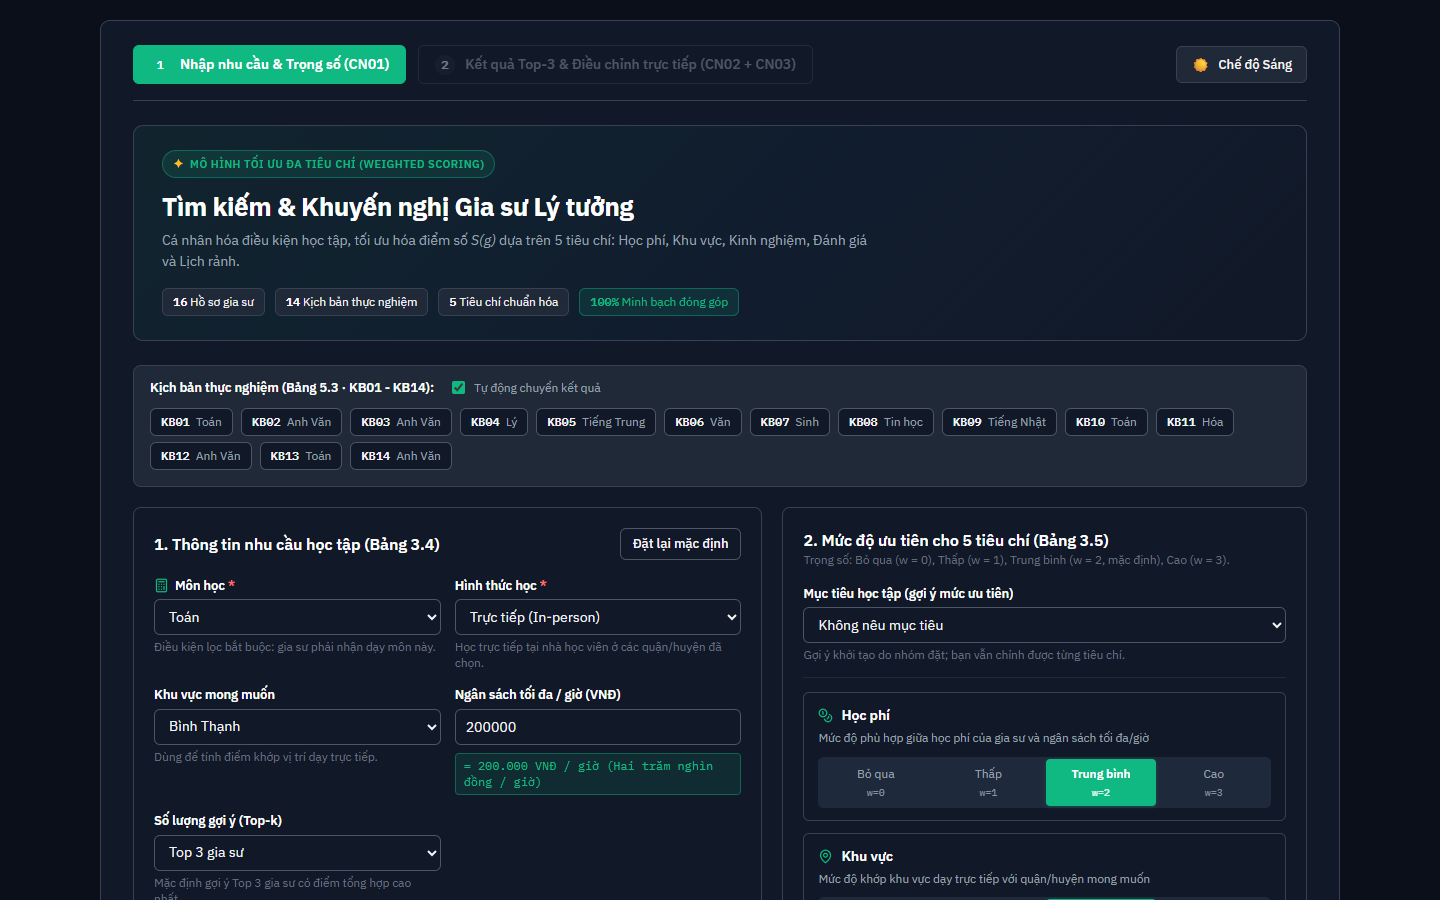 1 Nhập nhu cầu & Trọng số (CN01)
2 Kết quả Top-3 & Điều chỉnh trực tiếp (CN02 + CN03)
Chế độ Sáng
MÔ HÌNH TỐI ƯU ĐA TIÊU CHÍ (WEIGHTED SCORING)
Tìm kiếm & Khuyến nghị Gia sư Lý tưởng
Cá nhân hóa điều kiện học tập, tối ưu hóa điểm số S(g) dựa trên 5 tiêu chí: Học phí, Khu vực, Kinh nghiệm, Đánh giá
và Lịch rảnh.
16 Hồ sơ gia sư
14 Kịch bản thực nghiệm
5 Tiêu chí chuẩn hóa
100% Minh bạch đóng góp
Kịch bản thực nghiệm (Bảng 5.3 · KB01 - KB14):
Tự động chuyển kết quả
KB01 Toán
KB02 Anh Văn
KB03 Anh Văn
KB04 Lý
KB05 Tiếng Trung
KB06 Văn
KB07 Sinh
KB08 Tin học
KB09 Tiếng Nhật
KB10 Toán
KB11 Hóa
KB12 Anh Văn
KB13 Toán
KB14 Anh Văn
1. Thông tin nhu cầu học tập (Bảng 3.4)
Đặt lại mặc định
Môn học *
Toán
Điều kiện lọc bắt buộc: gia sư phải nhận dạy môn này.
Hình thức học *
Trực tiếp (In-person)
Học trực tiếp tại nhà học viên ở các quận/huyện đã
chọn.
Khu vực mong muốn
Bình Thạnh
Dùng để tính điểm khớp vị trí dạy trực tiếp.
Ngân sách tối đa / giờ (VNĐ)
200000
= 200.000 VNĐ / giờ (Hai trăm nghìn
đồng / giờ)
Số lượng gợi ý (Top-k)
Top 3 gia sư
Mặc định gợi ý Top 3 gia sư có điểm tổng hợp cao
nhất.
2. Mức độ ưu tiên cho 5 tiêu chí (Bảng 3.5)
Trọng số: Bỏ qua (w = 0), Thấp (w = 1), Trung bình (w = 2, mặc định), Cao (w = 3).
Mục tiêu học tập (gợi ý mức ưu tiên)
Không nêu mục tiêu
Gợi ý khởi tạo do nhóm đặt; bạn vẫn chỉnh được từng tiêu chí.
Học phí
Mức độ phù hợp giữa học phí của gia sư và ngân sách tối đa/giờ
Bỏ qua
w=0
Thấp
w=1
Trung bình
w=2
Cao
w=3
Khu vực
Mức độ khớp khu vực dạy trực tiếp với quận/huyện mong muốn